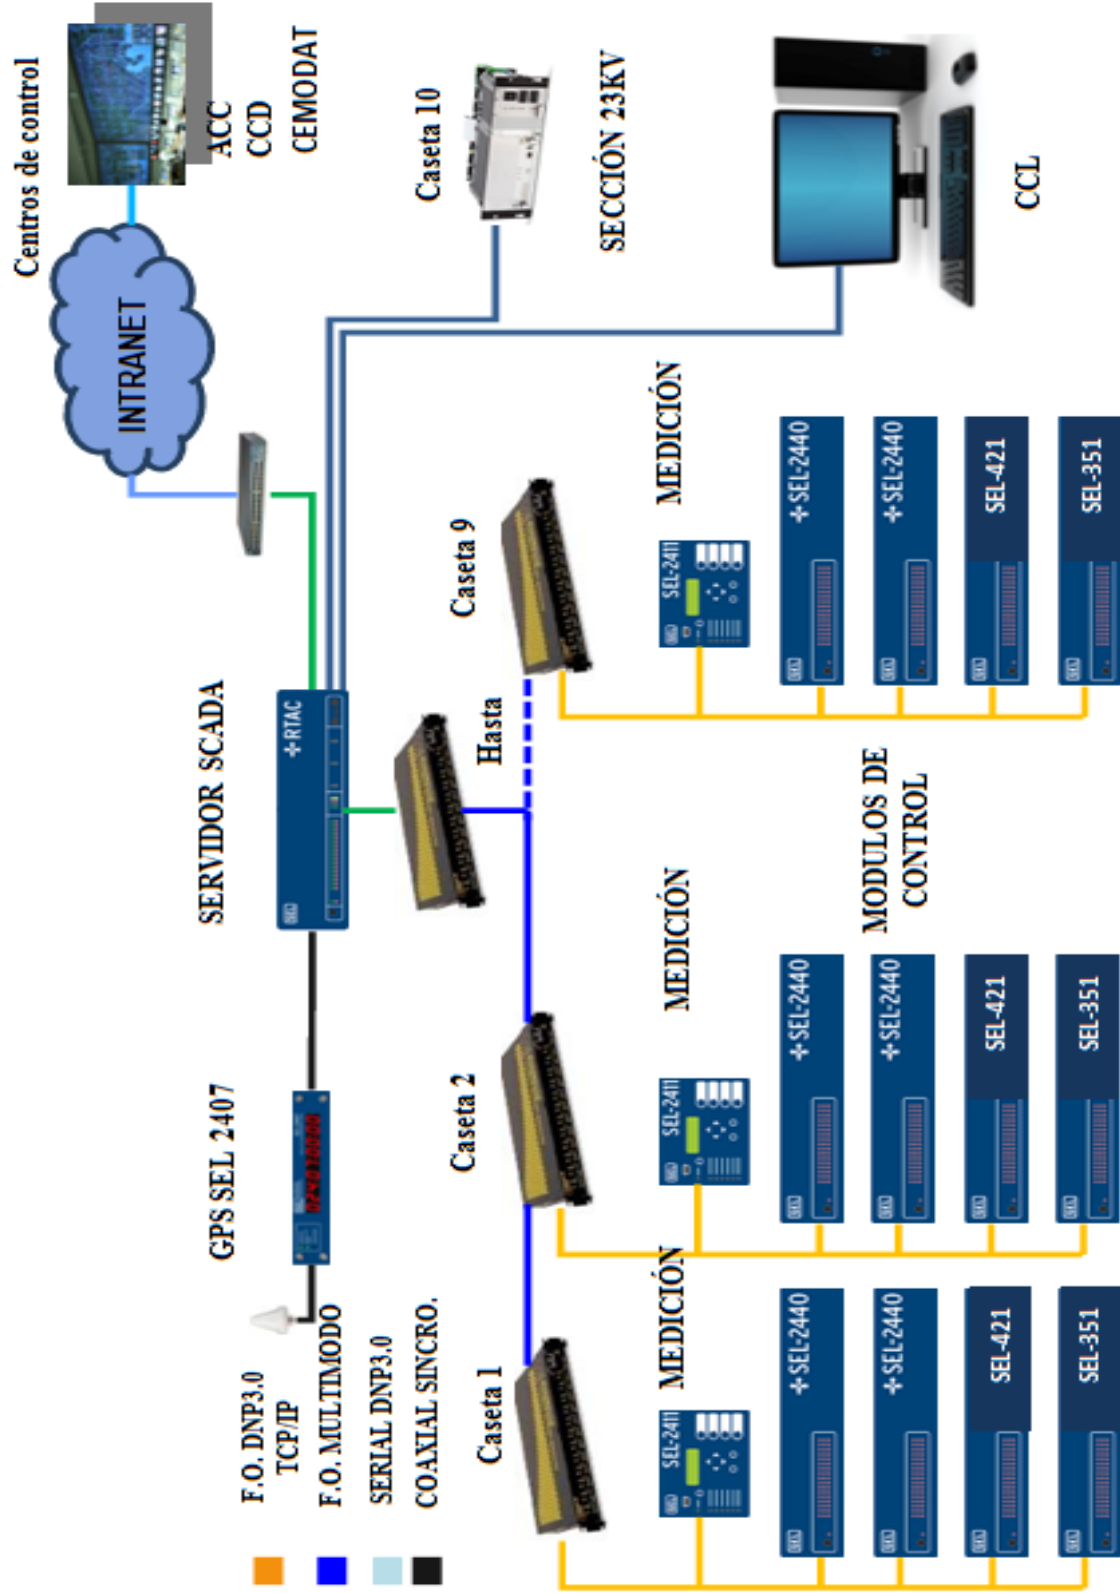 Centros de control
ACC
CCD
CEMODAT
INTRANET
SERVIDOR SCADA
RTAC
GPS SEL 2407
F.O. DNP3.0
TCP/IP
F.O. MULTIMODO
SERIAL DNP3.0
COAXIAL SINCRO.
Caseta 10
SECCIÓN 23KV
CCL
Caseta 1
Caseta 2
Hasta
Caseta 9
MEDICIÓN
SEL-2411
SEL-2440
SEL-2440
SEL-421
SEL-351
MEDICIÓN
SEL-2411
SEL-2440
SEL-2440
SEL-421
SEL-351
MODULOS DE
CONTROL
MEDICIÓN
SEL-2411
SEL-2440
SEL-2440
SEL-421
SEL-351